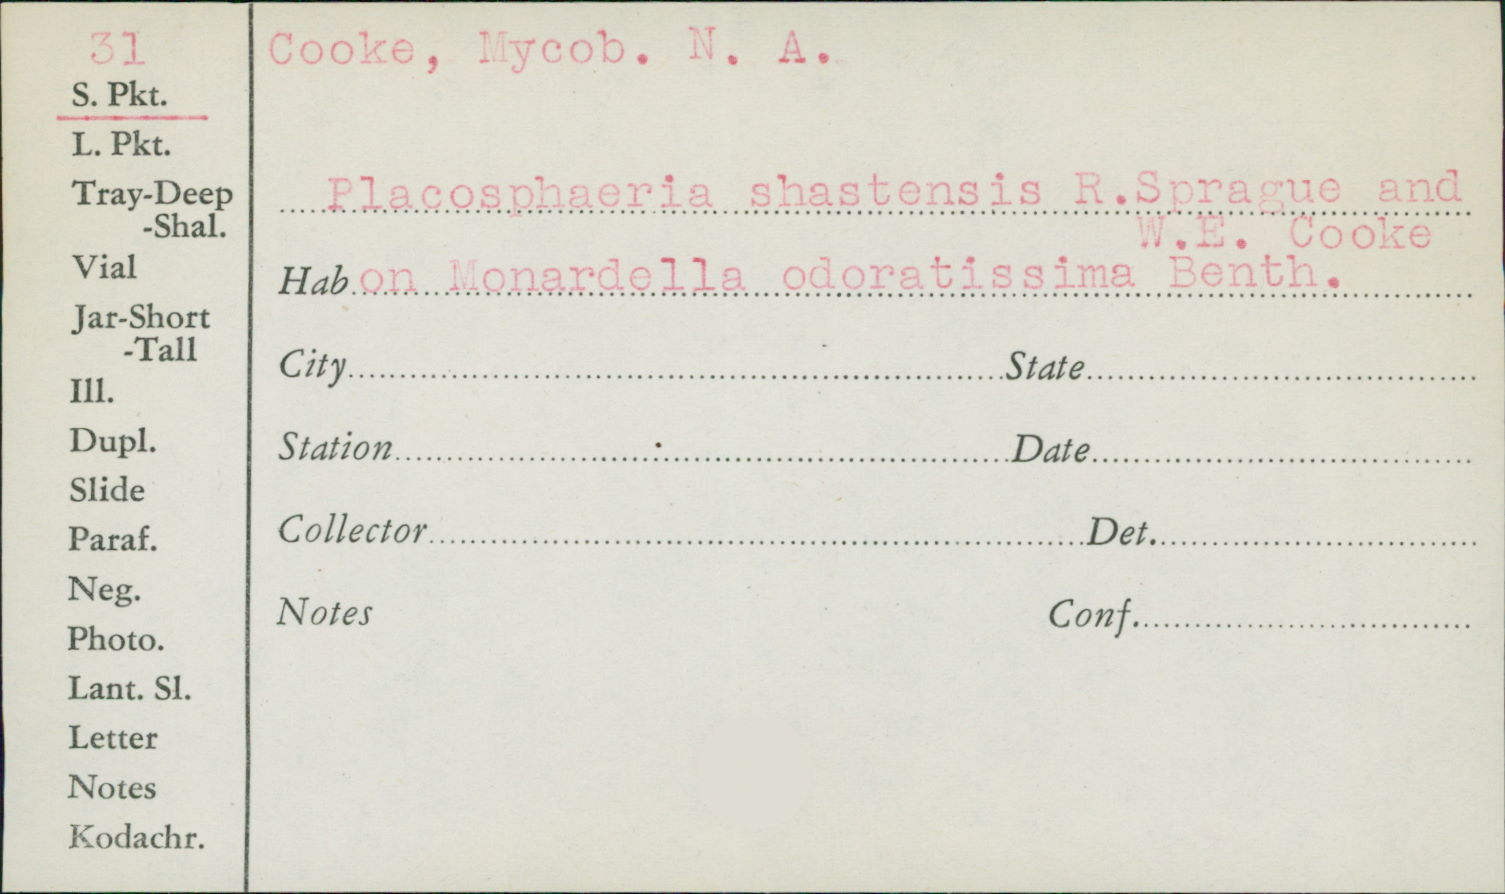 31
S. Pkt.
L. Pkt.
Tray-Deep
-Shal.
Vial
Jar-Short
-Tall
Ill.
Dupl.
Slide
Paraf.
Neg.
Photo.
Lant. Sl.
Letter
Notes
Kodachr.
Cooke, Mycob. N. A.
Placosphaeria shastensis R.Sprague and
W.E. Cooke
Hab on Monardella odoratissima Benth.
City State
Station Date
Collector Det.
Notes Conf.